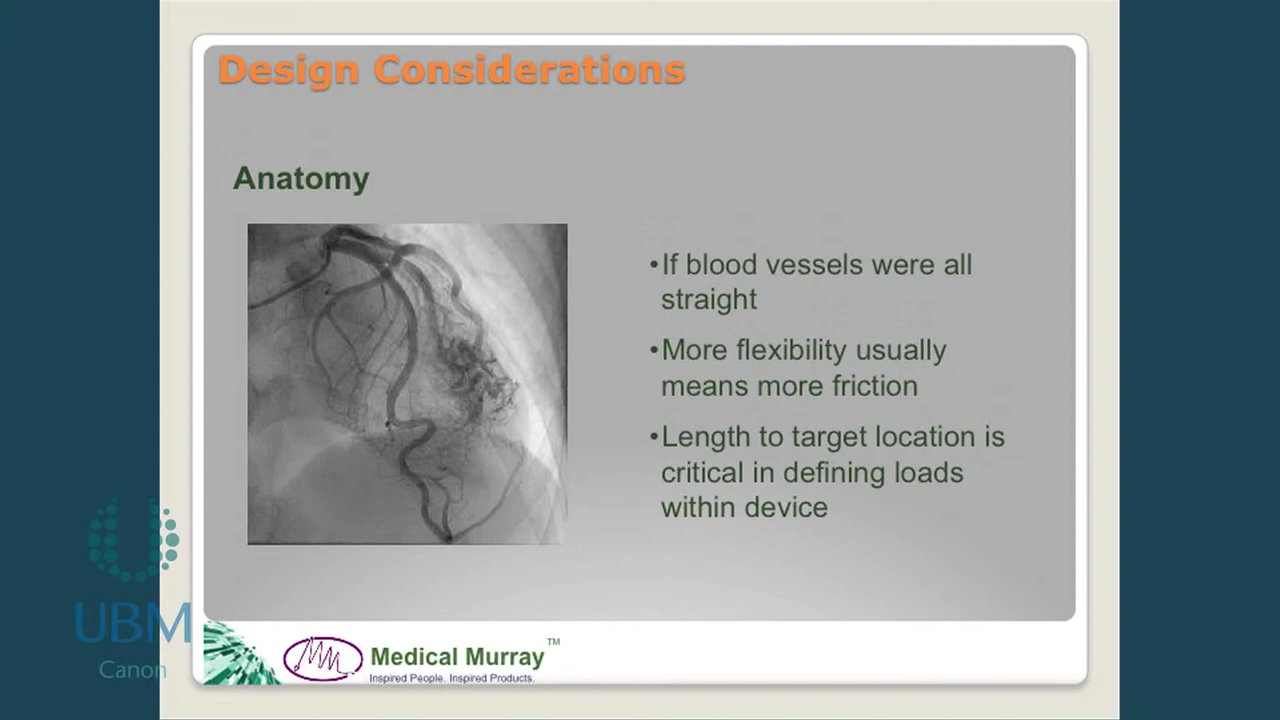 Design Considerations
Anatomy
•If blood vessels were all
straight
•More flexibility usually
means more friction
•Length to target location is
critical in defining loads
within device
UBM
Canon
Medical Murray™
Inspired People. Inspired Products.